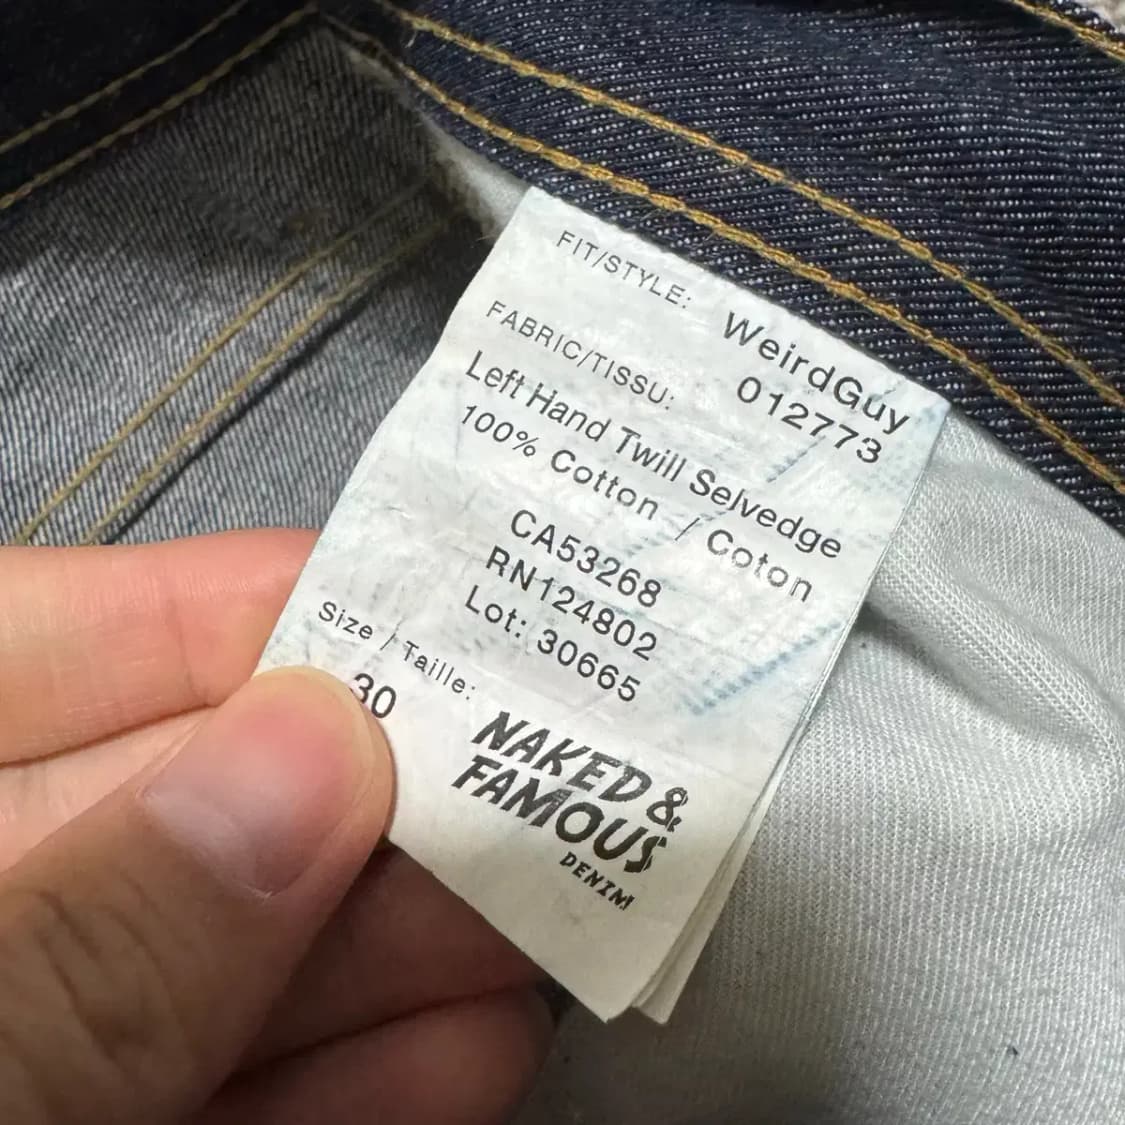 FIT/STYLE: WeirdGuy
012773
FABRIC/TISSU:
Left Hand Twill Selvedge
100% Cotton / Coton
CA53268
RN124802
Lot: 30665
Size / Taille:
30
NAKED &
FAMOUS
DENIM